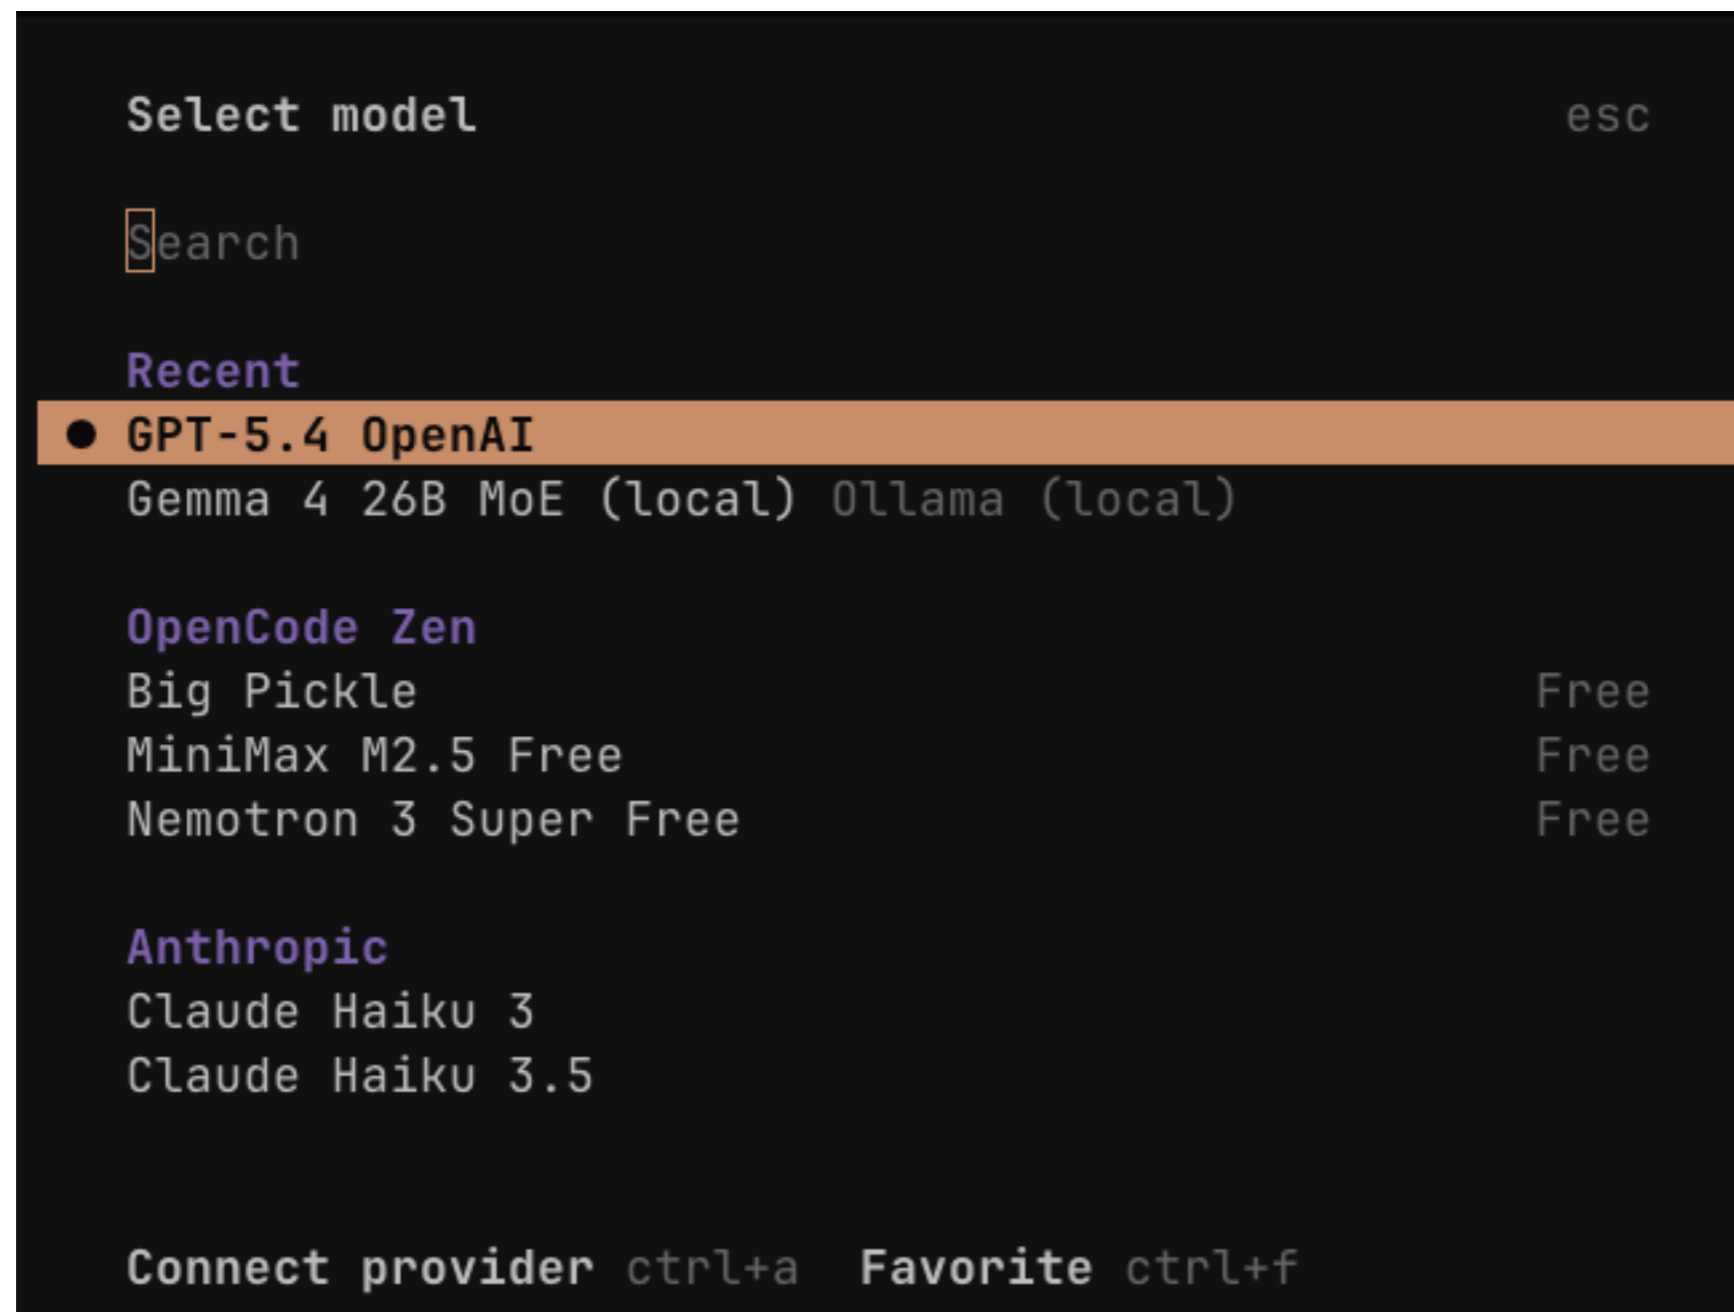 Select model esc
Search
Recent
● GPT-5.4 OpenAI
Gemma 4 26B MoE (local) Ollama (local)
OpenCode Zen
Big Pickle Free
MiniMax M2.5 Free Free
Nemotron 3 Super Free Free
Anthropic
Claude Haiku 3
Claude Haiku 3.5
Connect provider ctrl+a Favorite ctrl+f